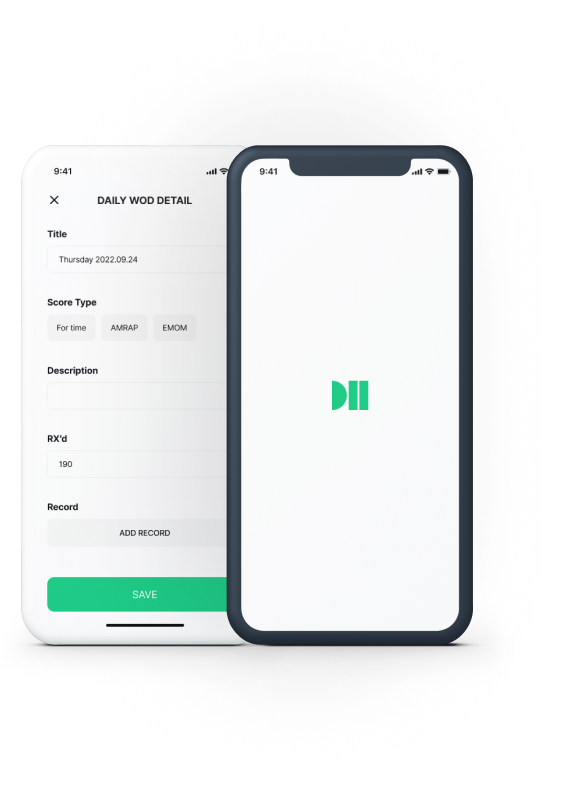 9:41
DAILY WOD DETAIL
Title
Thursday 2022.09.24
Score Type
For time AMRAP EMOM
Description
RX'd
190
Record
ADD RECORD
SAVE
9:41